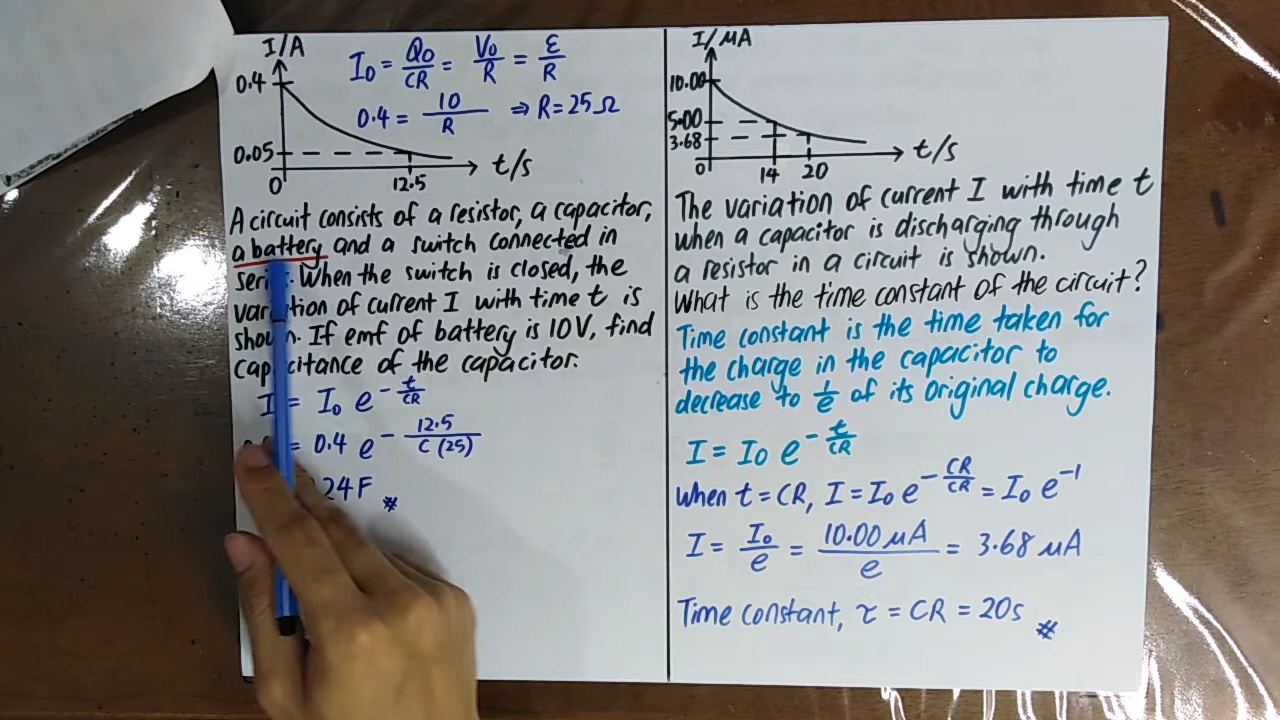 I/A
I₀ = Q₀/CR = V₀/R = ε/R
0.4
0.4 = 10/R ⇒ R = 25Ω
0.05
0
12.5
t/s
A circuit consists of a resistor, a capacitor,
a battery and a switch connected in
When the switch is closed, the
of current I with time t is
If emf of battery is 10V, find
of the capacitor.
I = I₀ e^(-t/CR)
= 0.4 e^(-12.5/C(25))
24F
I/μA
10.00
5.00
3.68
0
14
20
t/s
The variation of current I with time t
when a capacitor is discharging through
a resistor in a circuit is shown.
What is the time constant of the circuit?
Time constant is the time taken for
the charge in the capacitor to
decrease to 1/e of its original charge.
I = I₀ e^(-t/CR)
When t = CR, I = I₀ e^(-CR/CR) = I₀ e^(-1)
I = I₀/e = 10.00 μA/e = 3.68 μA
Time constant, τ = CR = 20s